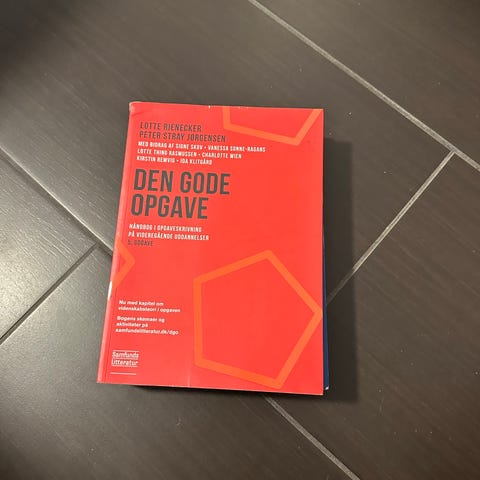 LOTTE RIENECKER
PETER STRAY JØRGENSEN
MED BIDRAG AF SIGNE SKOV • VANESSA SONNE-RAGANS
LOTTE THING RASMUSSEN • CHARLOTTE WIEN
KIRSTIN REMVIG • IDA KLITGÅRD
DEN GODE
OPGAVE
HÅNDBOG I OPGAVESKRIVNING
PÅ VIDEREGÅENDE UDDANNELSER
5. UDGAVE
Nu med kapitel om
videnskabsteori i opgaven
Bogens skemaer og
aktiviteter på
samfundslitteratur.dk/dgo
Samfunds
litteratur